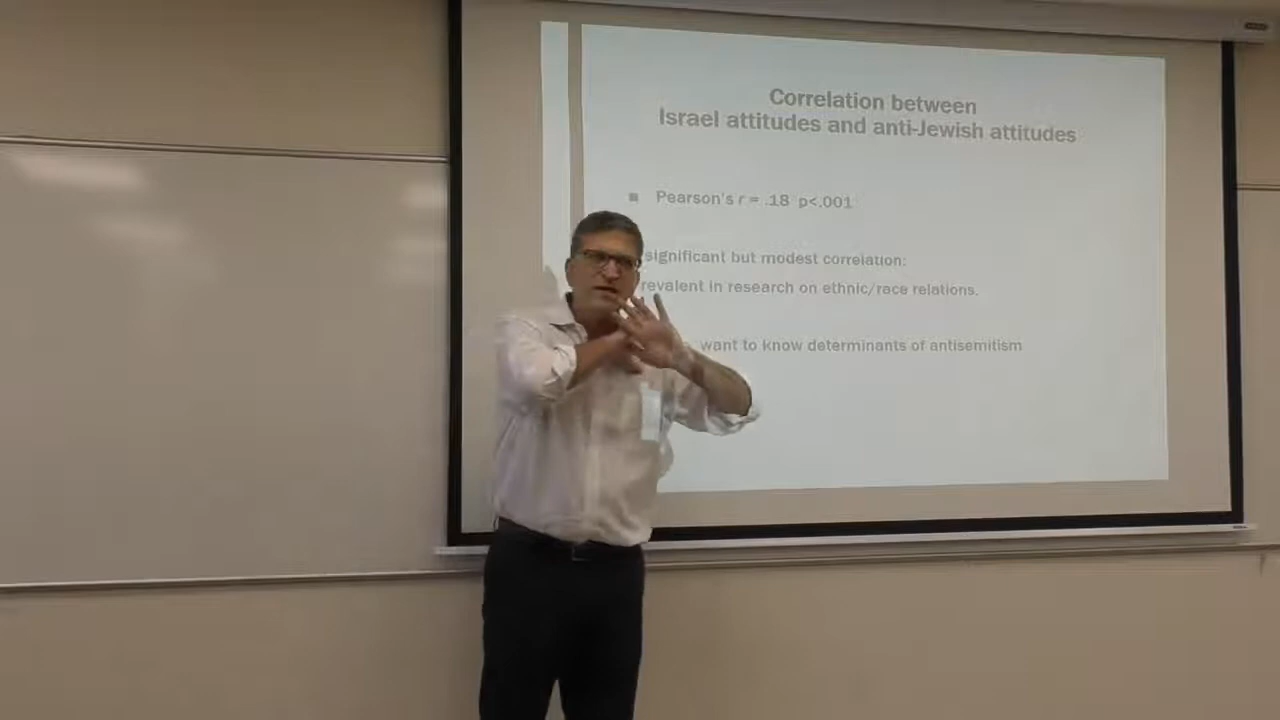 Correlation between
Israel attitudes and anti-Jewish attitudes
Pearson's r = .18 p<.001
significant but modest correlation:
revalent in research on ethnic/race relations.
want to know determinants of antisemitism